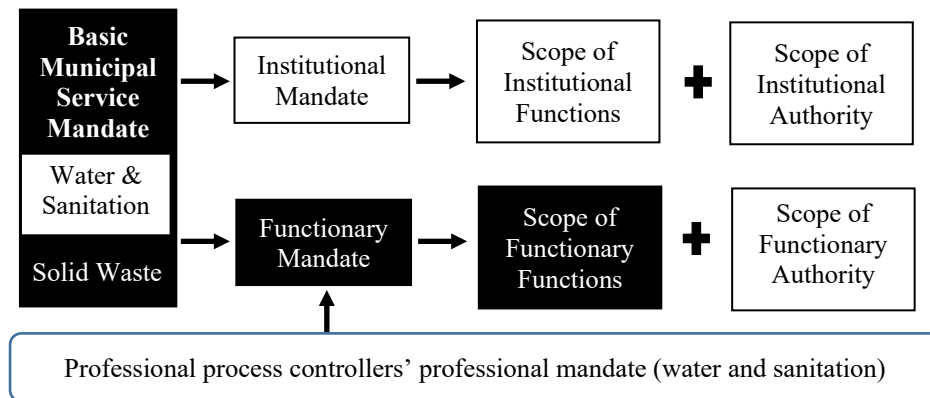 Basic
Municipal
Service
Mandate
Water &
Sanitation
Solid Waste
Institutional
Mandate
Scope of
Institutional
Functions
Scope of
Institutional
Authority
Functionary
Mandate
Scope of
Functionary
Functions
Scope of
Functionary
Authority
Professional process controllers’ professional mandate (water and sanitation)